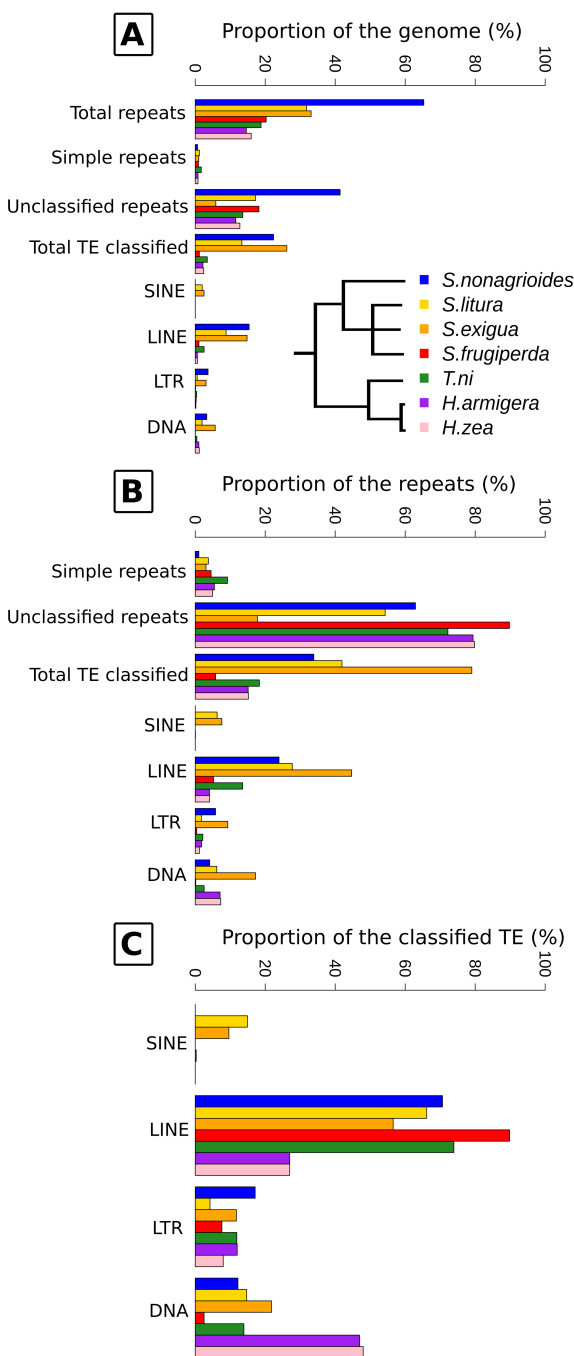 A
Proportion of the genome (%)
0 20 40 60 80 100
Total repeats
Simple repeats
Unclassified repeats
Total TE classified
SINE
LINE
LTR
DNA
S.nonagrioides
S.litura
S.exigua
S.frugiperda
T.ni
H.armigera
H.zea
B
Proportion of the repeats (%)
0 20 40 60 80 100
Simple repeats
Unclassified repeats
Total TE classified
SINE
LINE
LTR
DNA
C
Proportion of the classified TE (%)
0 20 40 60 80 100
SINE
LINE
LTR
DNA